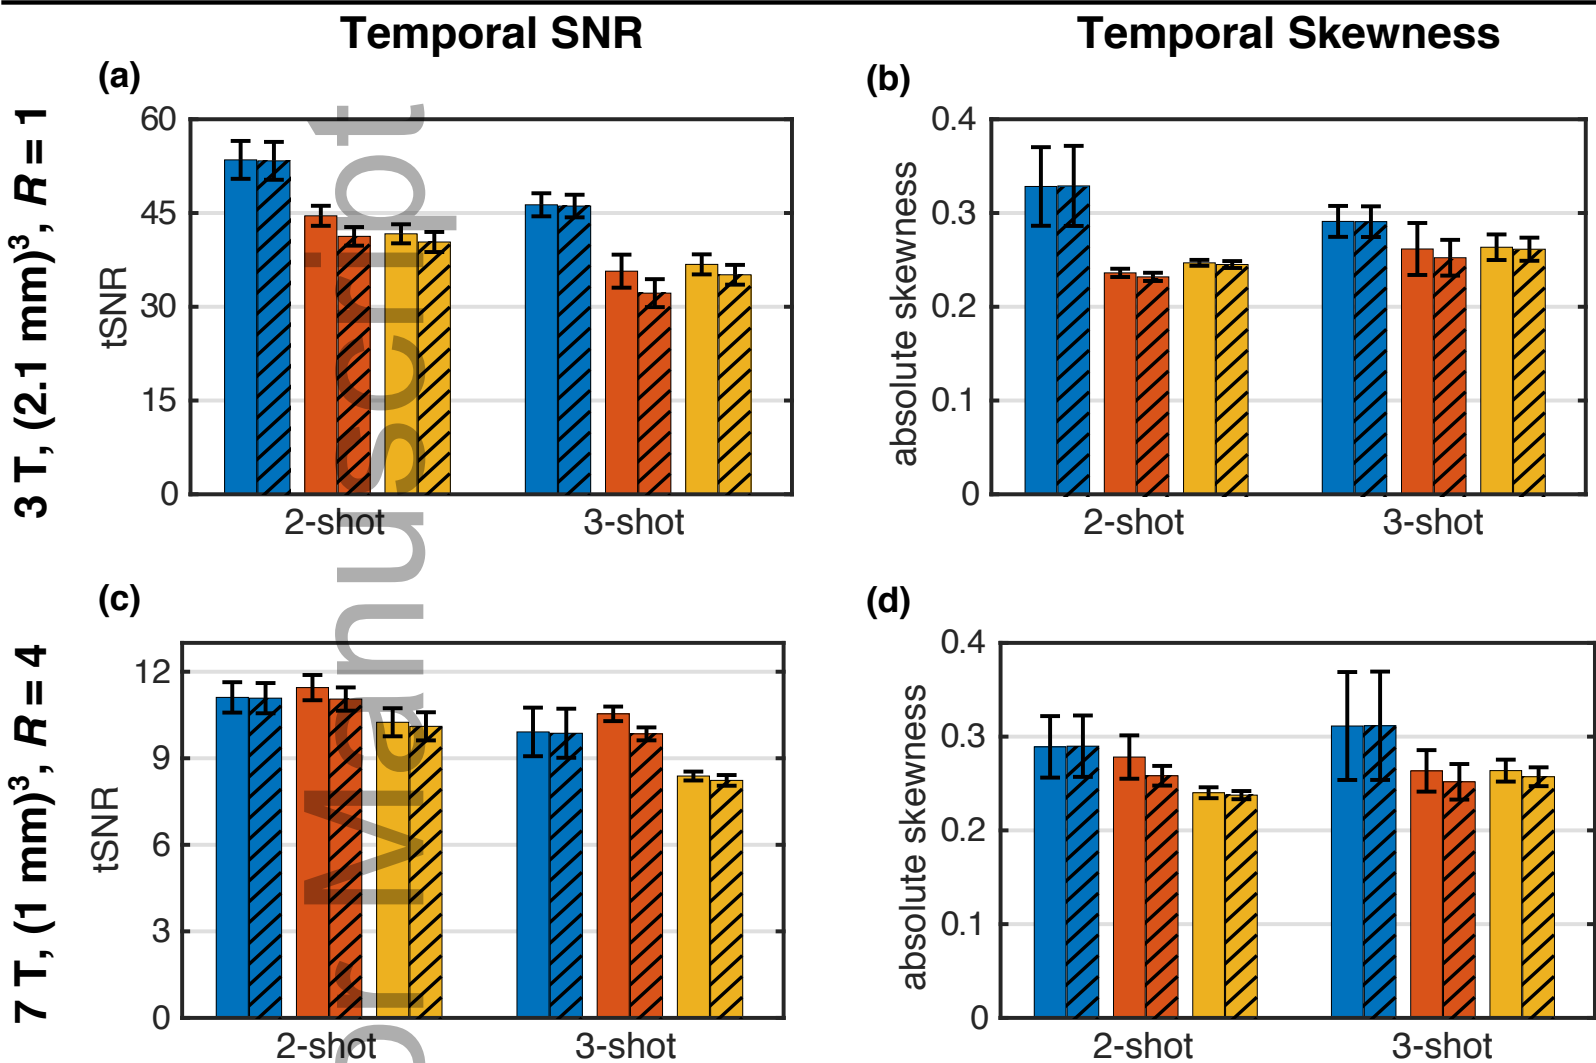 Temporal SNR
Temporal Skewness
3 T, (2.1 mm)³, R = 1
(a)
60
45
30
15
0
tSNR
2-shot
3-shot
(b)
0.4
0.3
0.2
0.1
0
absolute skewness
2-shot
3-shot
7 T, (1 mm)³, R = 4
(c)
12
9
6
3
0
tSNR
2-shot
3-shot
(d)
0.4
0.3
0.2
0.1
0
absolute skewness
2-shot
3-shot
r Manuscript